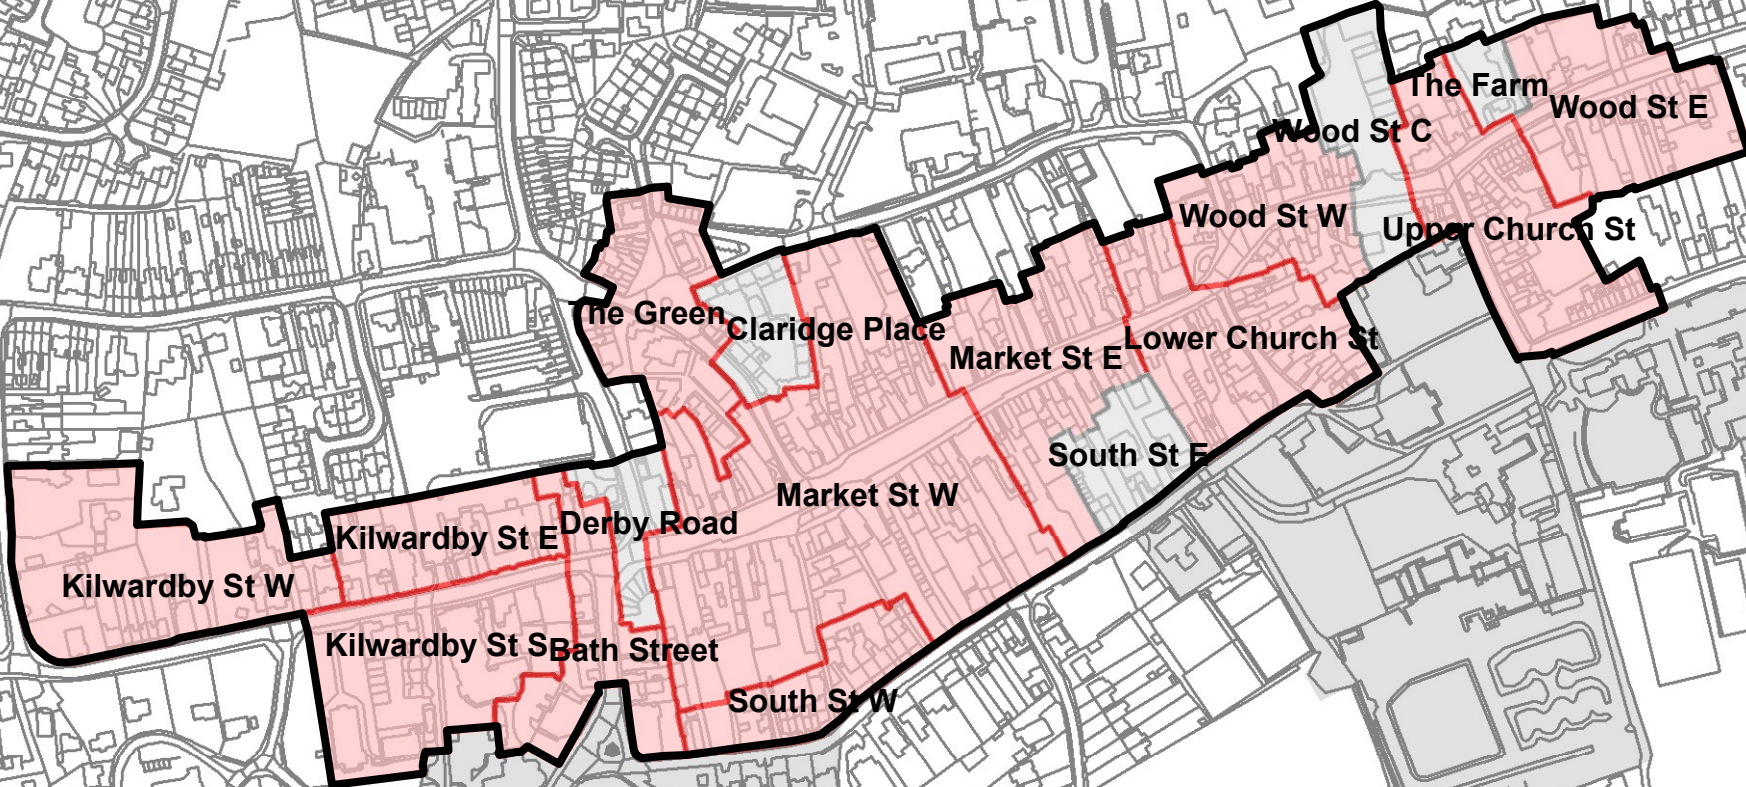 The Farm
Wood St E
Wood St C
Wood St W
Upper Church St
The Green
Claridge Place
Lower Church St
Market St E
South St E
Market St W
Derby Road
Kilwardby St E
Kilwardby St W
Kilwardby St S
Bath Street
South St W